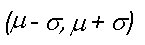 (μ - σ, μ + σ)